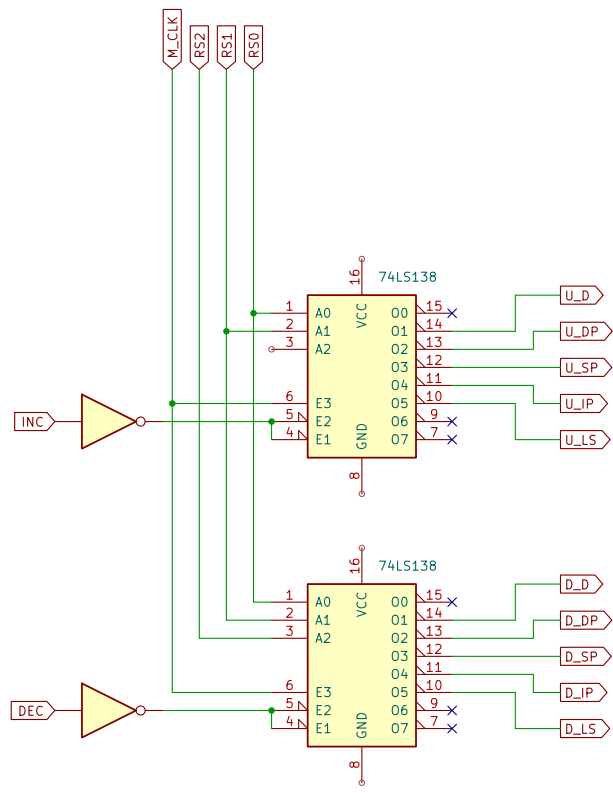 M_CLK RS2 RS1 RS0
74LS138
16
VCC
U_D
1 A0 O0 15
2 A1 O1 14
U_DP
3 A2 O2 13
O3 12
U_SP
O4 11
6 E3 O5 10
U_IP
INC
5 E2 O6 9
4 E1 O7 7
U_LS
GND
8
74LS138
16
VCC
D_D
1 A0 O0 15
2 A1 O1 14
D_DP
3 A2 O2 13
O3 12
D_SP
O4 11
6 E3 O5 10
D_IP
DEC
5 E2 O6 9
4 E1 O7 7
D_LS
GND
8